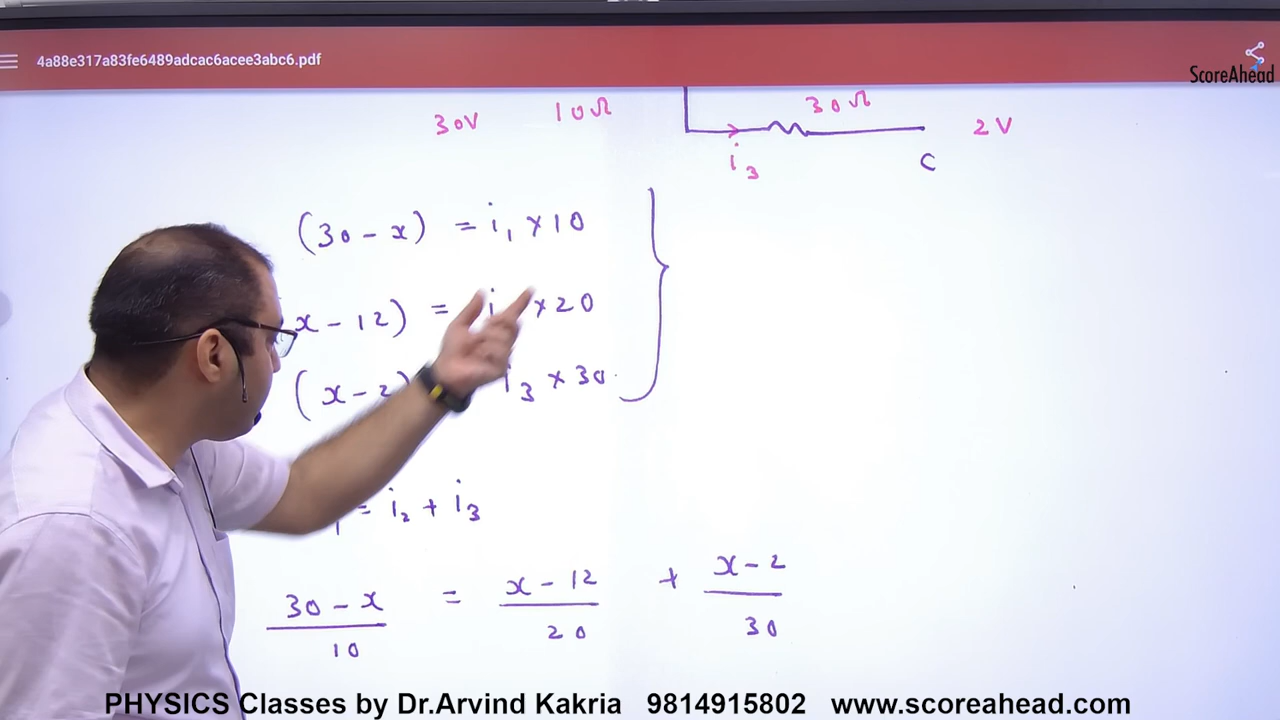 4a88e317a83fe6489adcac6acee3abc6.pdf
ScoreAhead
30V 10Ω 30Ω 2V
i₃ C
(30 - x) = i₁ × 10
x - 12) = i × 20
(x - 2) i₃ × 30
= i₂ + i₃
30 - x / 10 = x - 12 / 20 + x - 2 / 30
PHYSICS Classes by Dr.Arvind Kakria 9814915802 www.scoreahead.com